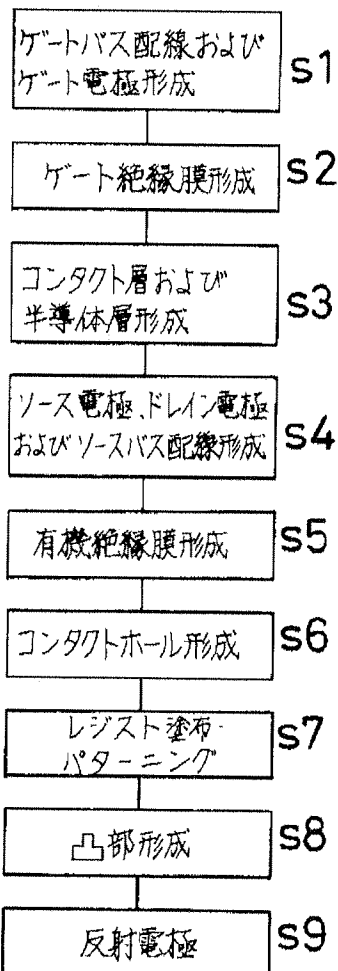 ゲートバス配線および
ゲート電極形成
s1
ゲート絶縁膜形成
s2
コンタクト層および
半導体層形成
s3
ソース電極、ドレイン電極
およびソースバス配線形成
s4
有機絶縁膜形成
s5
コンタクトホール形成
s6
レジスト塗布・
パターニング
s7
凸部形成
s8
反射電極
s9